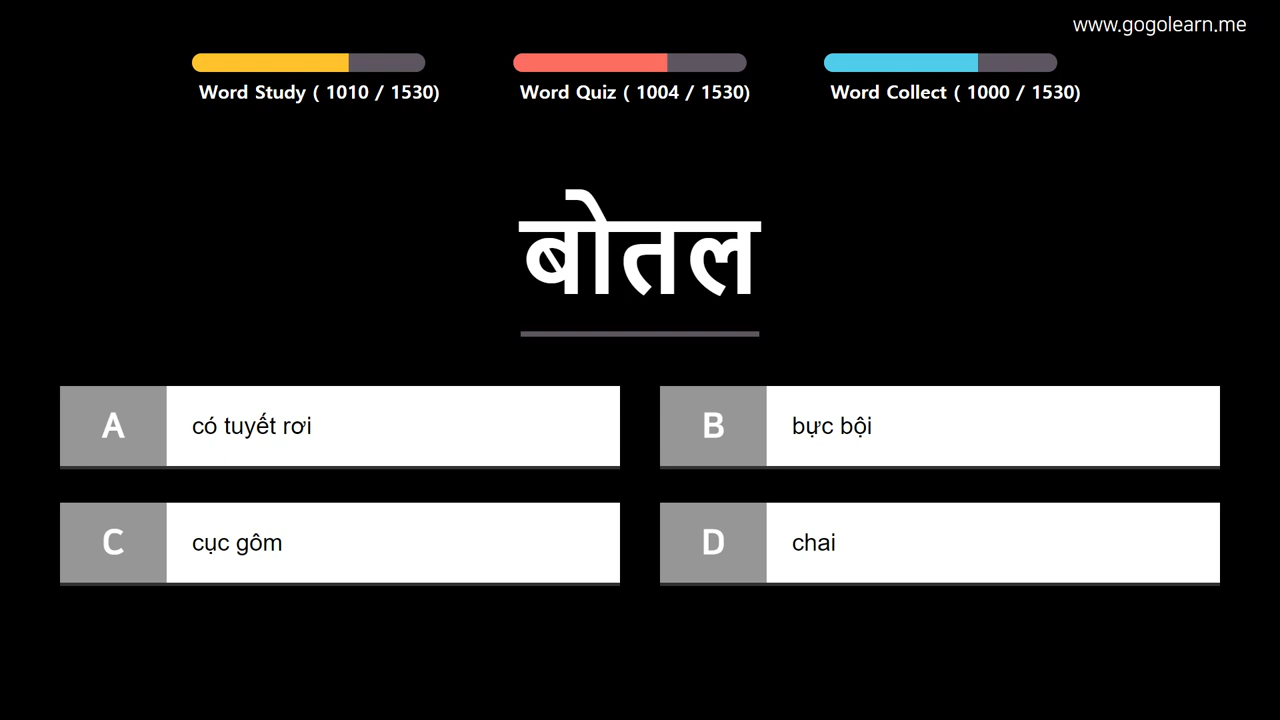 www.gogolearn.me
Word Study ( 1010 / 1530)
Word Quiz ( 1004 / 1530)
Word Collect ( 1000 / 1530)
बोतल
A
có tuyết rơi
B
bực bội
C
cục gôm
D
chai